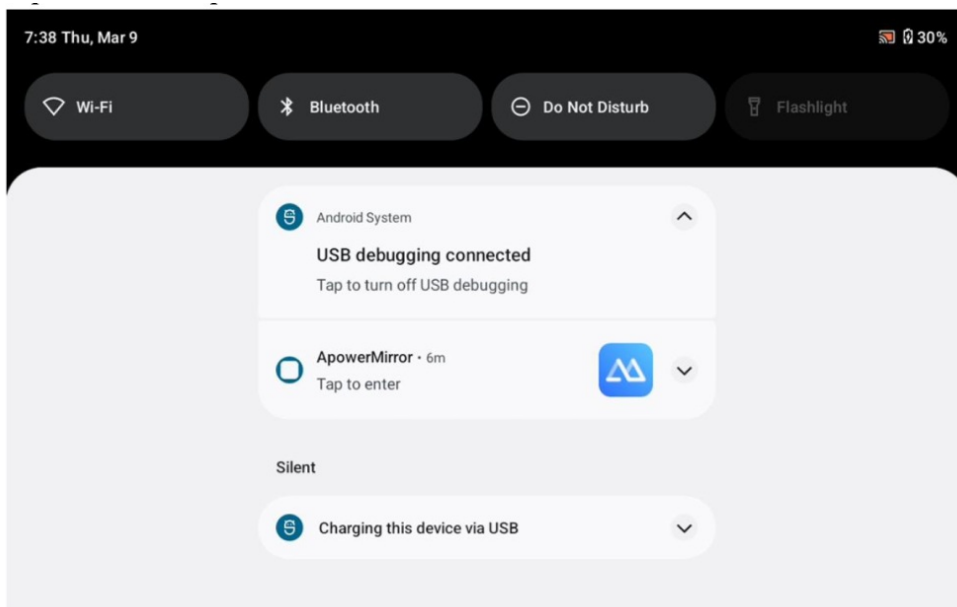 7:38 Thu, Mar 9
30%
Wi-Fi
Bluetooth
Do Not Disturb
Flashlight
Android System
USB debugging connected
Tap to turn off USB debugging
ApowerMirror • 6m
Tap to enter
Silent
Charging this device via USB